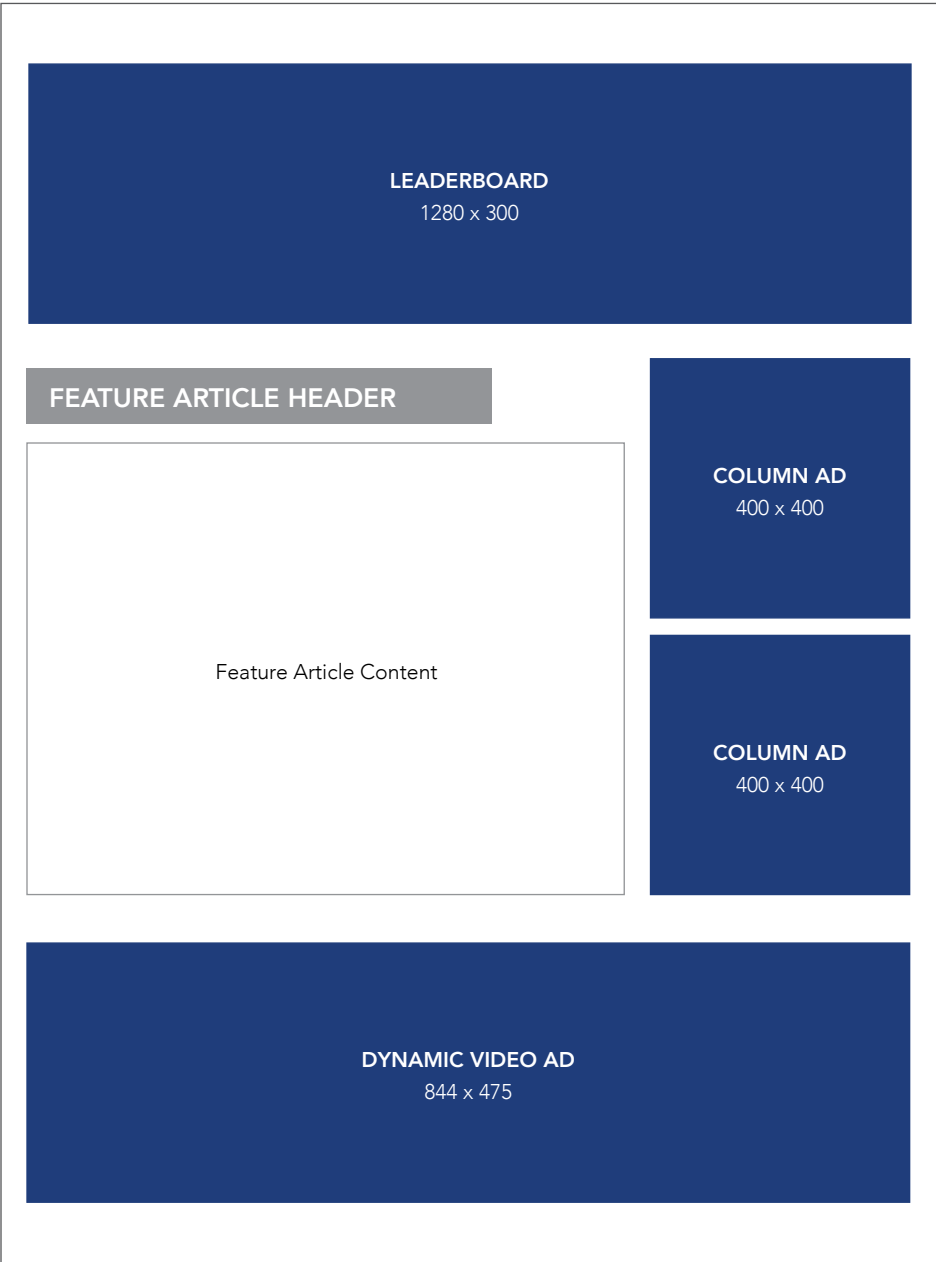 LEADERBOARD
1280 x 300
FEATURE ARTICLE HEADER
Feature Article Content
COLUMN AD
400 x 400
COLUMN AD
400 x 400
DYNAMIC VIDEO AD
844 x 475